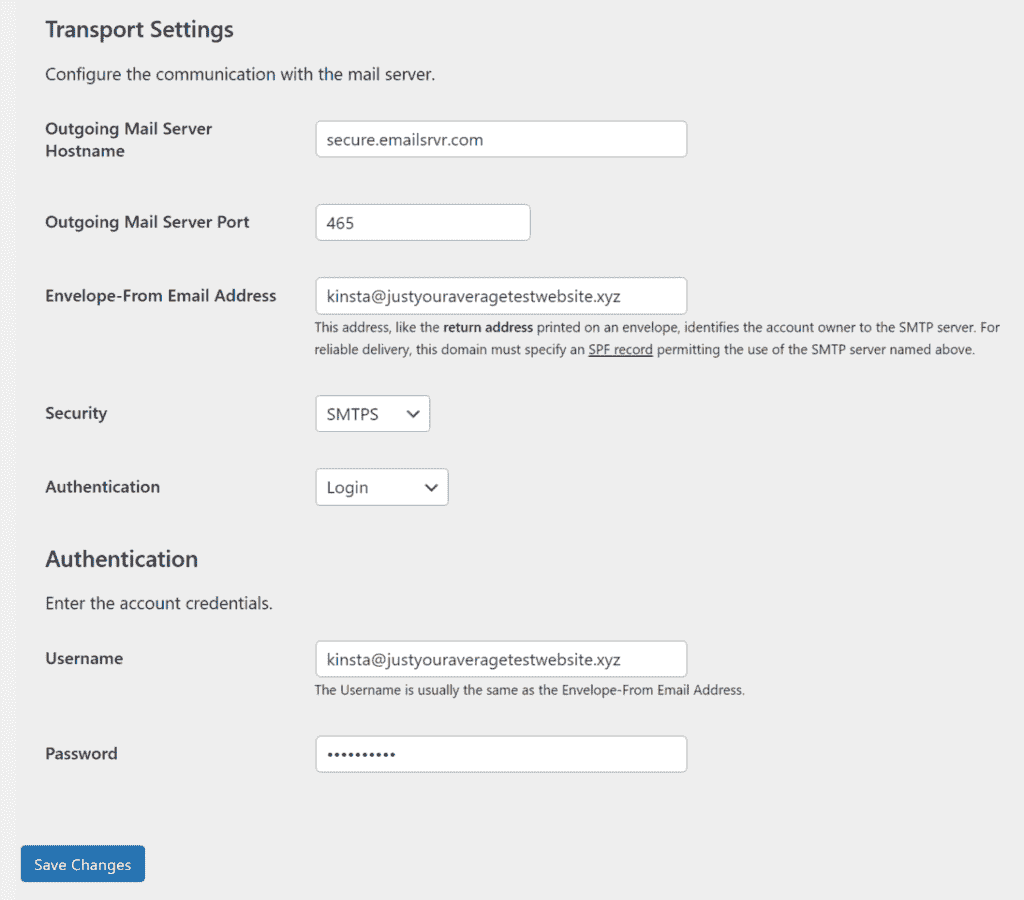 Transport Settings
Configure the communication with the mail server.
Outgoing Mail Server
Hostname
secure.emailsrvr.com
Outgoing Mail Server Port
465
Envelope-From Email Address
kinsta@justyouraveragetestwebsite.xyz
This address, like the return address printed on an envelope, identifies the account owner to the SMTP server. For
reliable delivery, this domain must specify an SPF record permitting the use of the SMTP server named above.
Security
SMTPS
Authentication
Login
Authentication
Enter the account credentials.
Username
kinsta@justyouraveragetestwebsite.xyz
The Username is usually the same as the Envelope-From Email Address.
Password
••••••••••
Save Changes